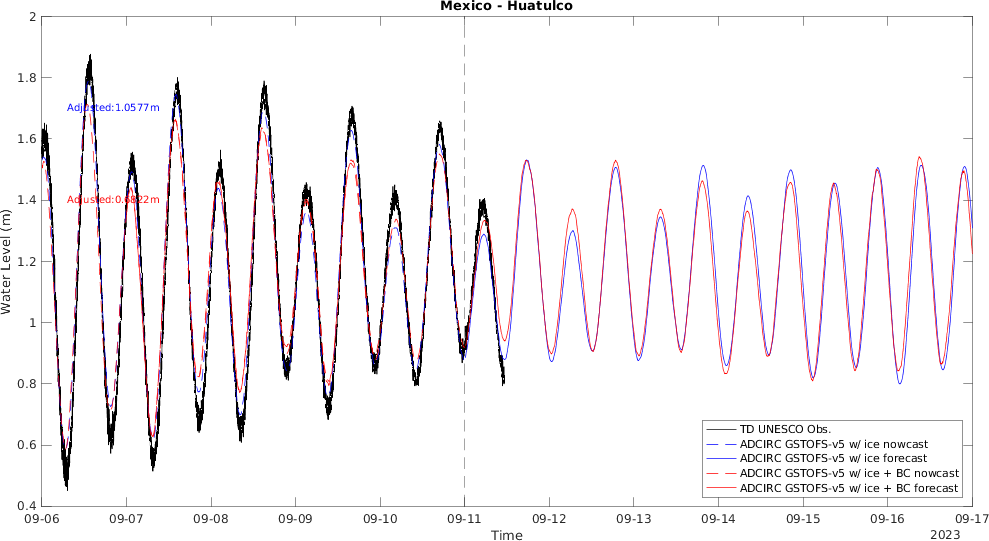 Mexico - Huatulco
Water Level (m)
2
1.8
1.6
1.4
1.2
1
0.8
0.6
0.4
Adjusted:1.0577m
Adjusted:0.6822m
TD UNESCO Obs.
ADCIRC GSTOFS-v5 w/ ice nowcast
ADCIRC GSTOFS-v5 w/ ice forecast
ADCIRC GSTOFS-v5 w/ ice + BC nowcast
ADCIRC GSTOFS-v5 w/ ice + BC forecast
09-06 09-07 09-08 09-09 09-10 09-11 09-12 09-13 09-14 09-15 09-16 09-17
Time
2023